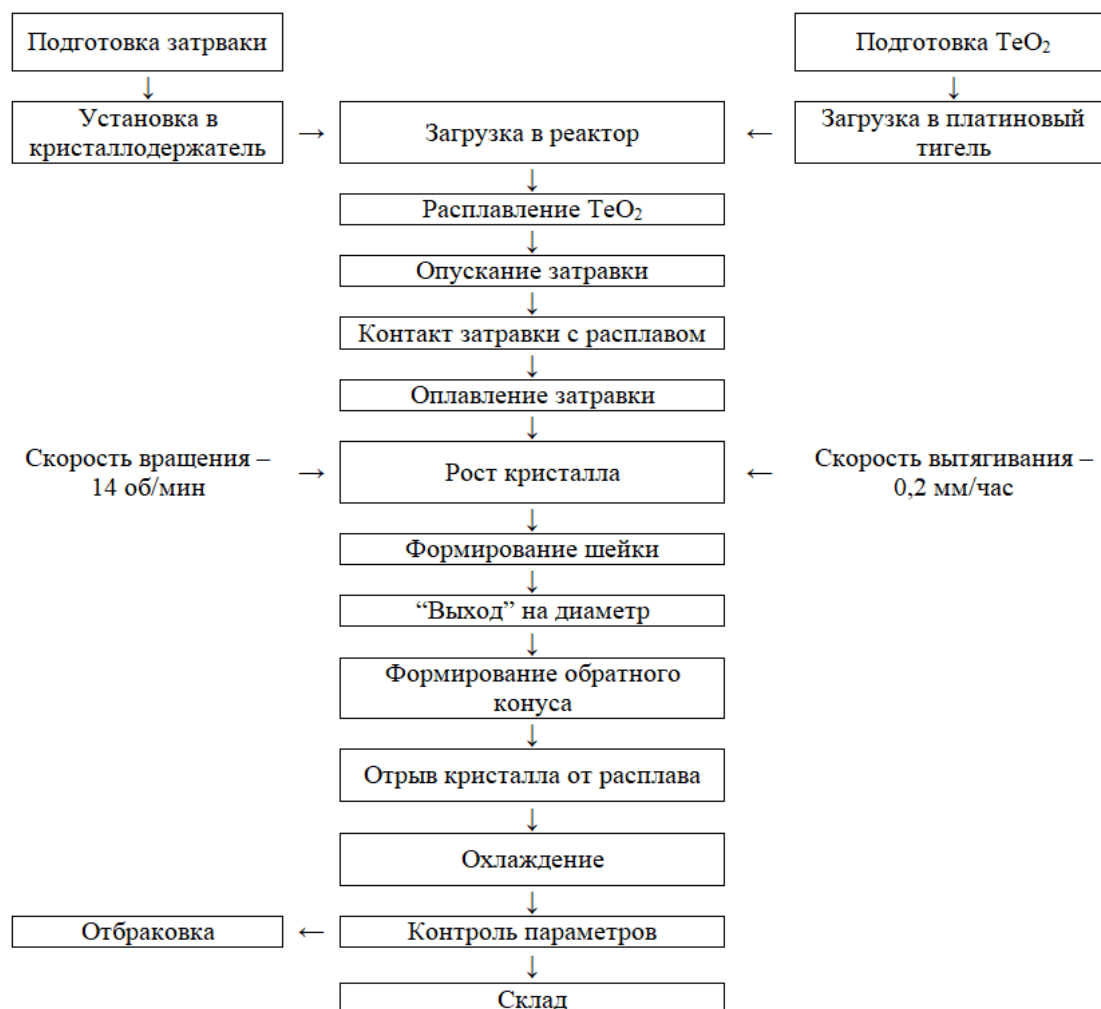 Подготовка затрваки
Подготовка TeO₂
↓
↓
Установка в
кристаллодержатель
→
Загрузка в реактор
←
Загрузка в платиновый
тигель
↓
Расплавление TeO₂
↓
Опускание затравки
↓
Контакт затравки с расплавом
↓
Оплавление затравки
↓
Скорость вращения –
14 об/мин
→
Рост кристалла
←
Скорость вытягивания –
0,2 мм/час
↓
Формирование шейки
↓
“Выход” на диаметр
↓
Формирование обратного
конуса
↓
Отрыв кристалла от расплава
↓
Охлаждение
↓
Отбраковка
←
Контроль параметров
↓
Склад